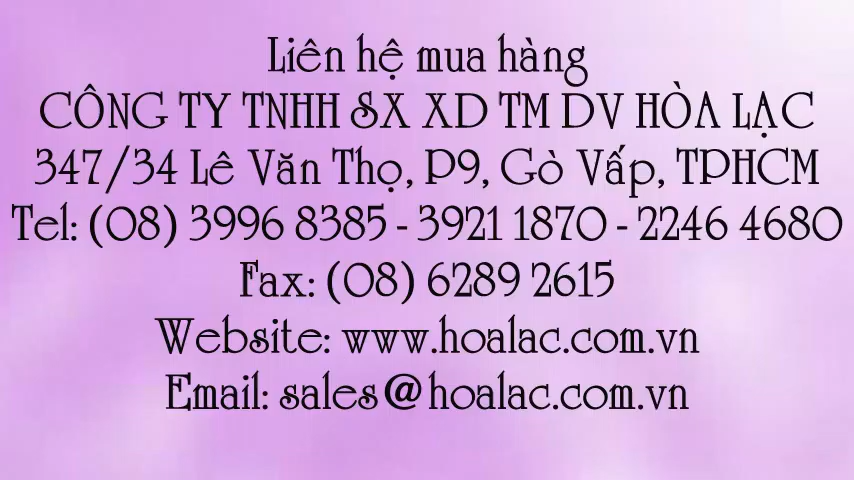 Liên hệ mua hàng
CÔNG TY TNHH SX XD TM DV HÒA LẠC
347/34 Lê Văn Thọ, P9, Gò Vấp, TPHCM
Tel: (08) 3996 8385 - 3921 1870 - 2246 4680
Fax: (08) 6289 2615
Website: www.hoalac.com.vn
Email: sales@hoalac.com.vn